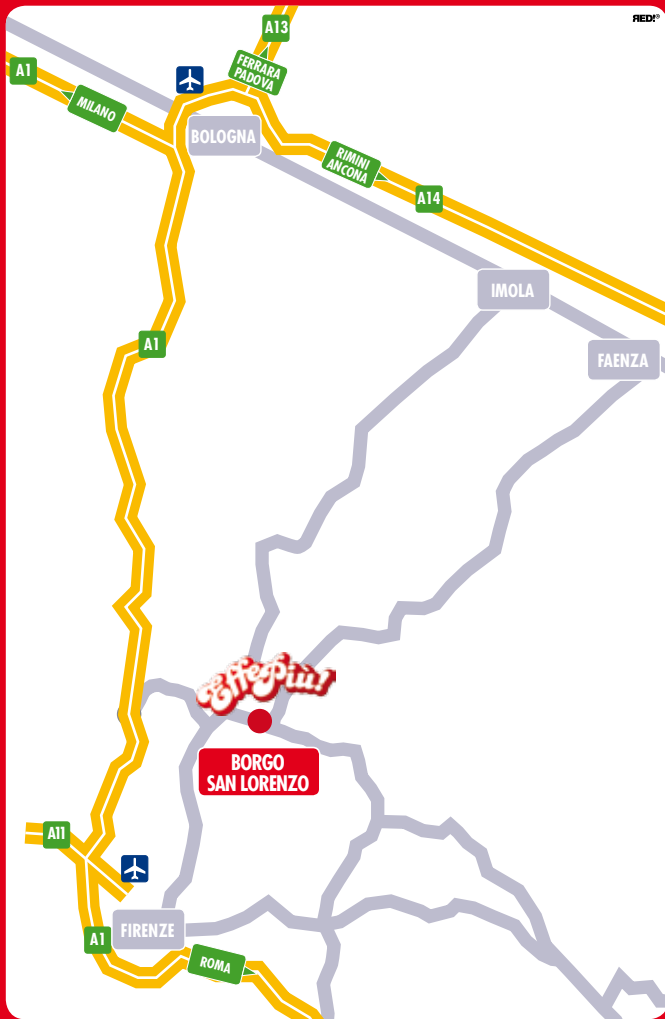 RED!®
A13
FERRARA
PADOVA
A1
MILANO
BOLOGNA
RIMINI
ANCONA
A14
IMOLA
A1
FAENZA
EffePiù!
BORGO
SAN LORENZO
A11
FIRENZE
A1
ROMA